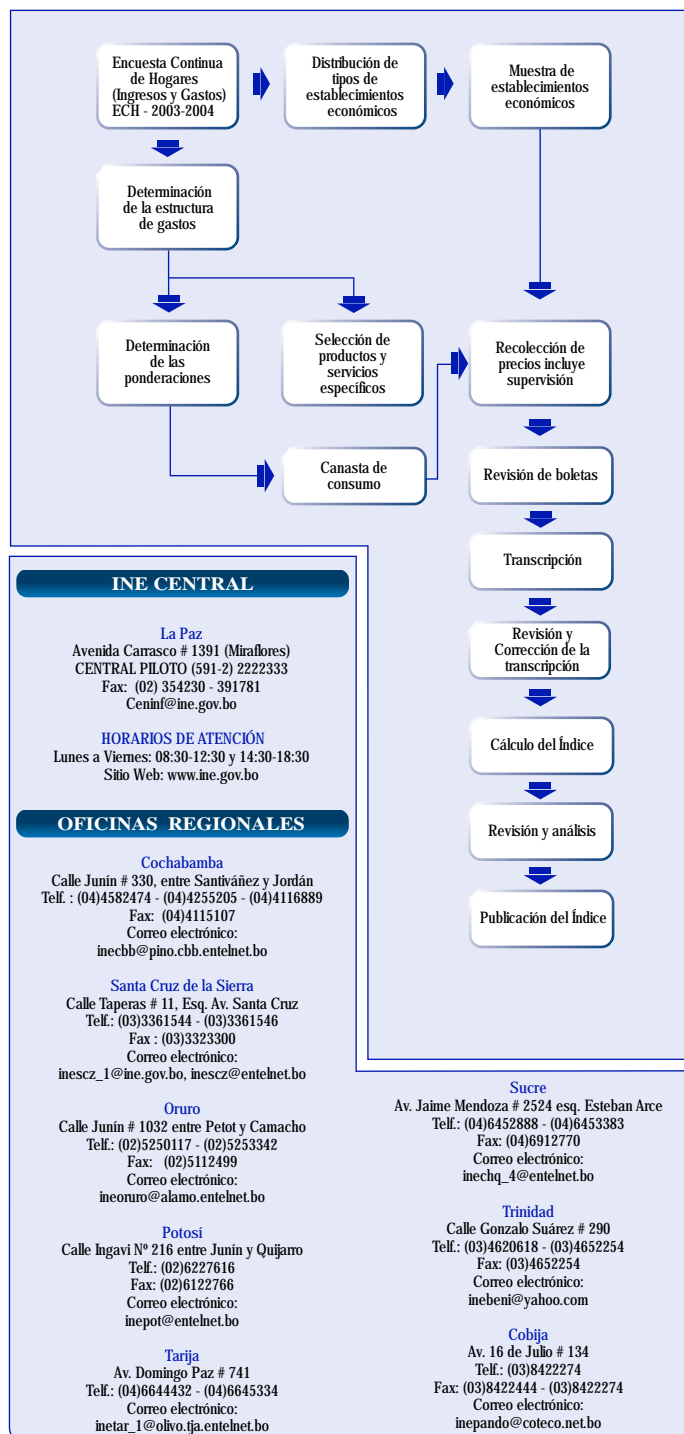 Encuesta Continua
de Hogares
(Ingresos y Gastos)
ECH - 2003-2004
Distribución de
tipos de
establecimientos
económicos
Muestra de
establecimientos
económicos
Determinación
de la estructura
de gastos
Determinación
de las
ponderaciones
Selección de
productos y
servicios
específicos
Recolección de
precios incluye
supervisión
Canasta de
consumo
Revisión de boletas
Transcripción
Revisión y
Corrección de la
transcripción
Cálculo del Índice
Revisión y análisis
Publicación del Índice
INE CENTRAL
La Paz
Avenida Carrasco # 1391 (Miraflores)
CENTRAL PILOTO (591-2) 2222333
Fax: (02) 354230 - 391781
Ceninf@ine.gov.bo
HORARIOS DE ATENCIÓN
Lunes a Viernes: 08:30-12:30 y 14:30-18:30
Sitio Web: www.ine.gov.bo
OFICINAS REGIONALES
Cochabamba
Calle Junín # 330, entre Santiváñez y Jordán
Telf. : (04)4582474 - (04)4255205 - (04)4116889
Fax: (04)4115107
Correo electrónico:
inecbb@pino.cbb.entelnet.bo
Santa Cruz de la Sierra
Calle Taperas # 11, Esq. Av. Santa Cruz
Telf.: (03)3361544 - (03)3361546
Fax : (03)3323300
Correo electrónico:
inescz_1@ine.gov.bo, inescz@entelnet.bo
Oruro
Calle Junín # 1032 entre Petot y Camacho
Telf.: (02)5250117 - (02)5253342
Fax: (02)5112499
Correo electrónico:
ineoruro@alamo.entelnet.bo
Potosí
Calle Ingavi Nº 216 entre Junín y Quijarro
Telf.: (02)6227616
Fax: (02)6122766
Correo electrónico:
inepot@entelnet.bo
Tarija
Av. Domingo Paz # 741
Telf.: (04)6644432 - (04)6645334
Correo electrónico:
inetar_1@olivo.tja.entelnet.bo
Sucre
Av. Jaime Mendoza # 2524 esq. Esteban Arce
Telf.: (04)6452888 - (04)6453383
Fax: (04)6912770
Correo electrónico:
inechq_4@entelnet.bo
Trinidad
Calle Gonzalo Suárez # 290
Telf.: (03)4620618 - (03)4652254
Fax: (03)4652254
Correo electrónico:
inebeni@yahoo.com
Cobija
Av. 16 de Julio # 134
Telf.: (03)8422274
Fax: (03)8422444 - (03)8422274
Correo electrónico:
inepando@coteco.net.bo